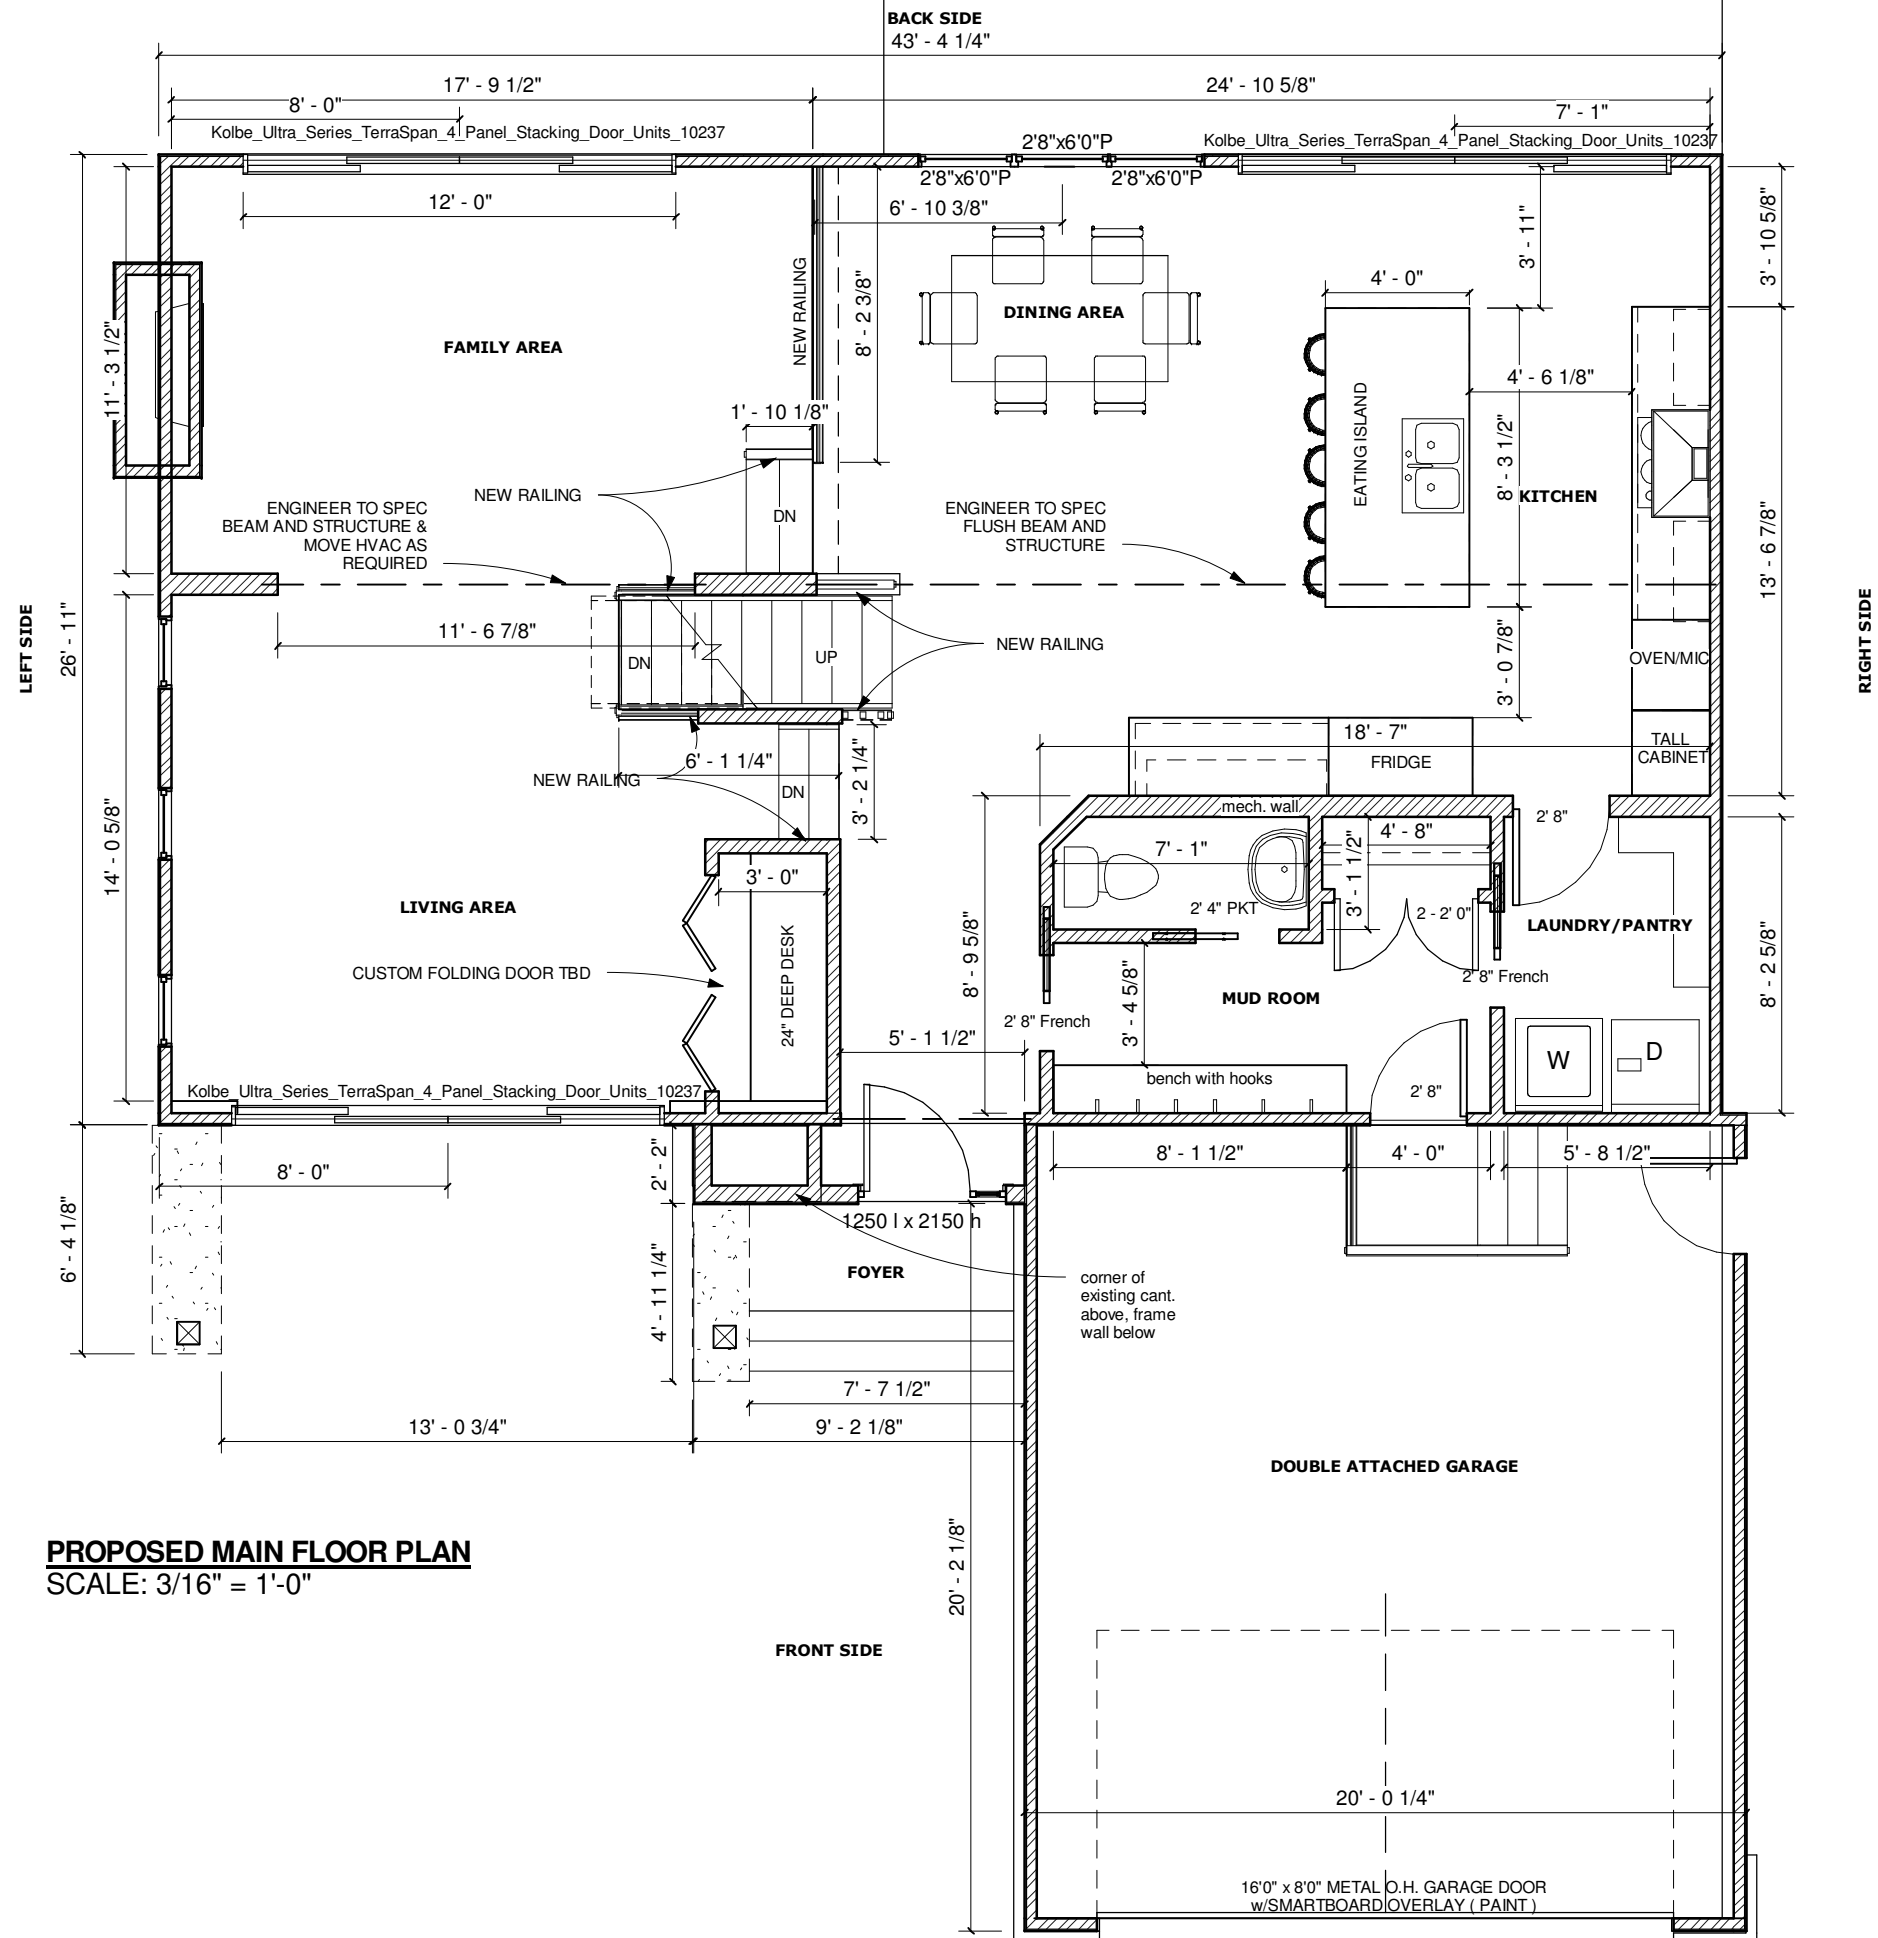 BACK SIDE
43' - 4 1/4"
17' - 9 1/2"
24' - 10 5/8"
8' - 0"
7' - 1"
Kolbe_Ultra_Series_TerraSpan_4_Panel_Stacking_Door_Units_10237
2'8"x6'0"P
Kolbe_Ultra_Series_TerraSpan_4_Panel_Stacking_Door_Units_10237
2'8"x6'0"P
2'8"x6'0"P
12' - 0"
6' - 10 3/8"
3' - 11"
3' - 10 5/8"
NEW RAILING
8' - 2 3/8"
4' - 0"
DINING AREA
11' - 3 1/2"
FAMILY AREA
4' - 6 1/8"
1' - 10 1/8"
EATING ISLAND
8' - 3 1/2"
KITCHEN
NEW RAILING
ENGINEER TO SPEC
BEAM AND STRUCTURE &
MOVE HVAC AS
REQUIRED
DN
ENGINEER TO SPEC
FLUSH BEAM AND
STRUCTURE
13' - 6 7/8"
LEFT SIDE
26' - 11"
RIGHT SIDE
11' - 6 7/8"
DN
UP
NEW RAILING
3' - 0 7/8"
OVEN/MIC
18' - 7"
FRIDGE
TALL
CABINET
6' - 1 1/4"
NEW RAILING
DN
3' - 2 1/4"
mech. wall
2' 8"
14' - 0 5/8"
7' - 1"
3' - 1 1/2"
4' - 8"
3' - 0"
LIVING AREA
2' 4" PKT
2 - 2' 0"
LAUNDRY/PANTRY
8' - 9 5/8"
8' - 2 5/8"
CUSTOM FOLDING DOOR TBD
24" DEEP DESK
2' 8" French
MUD ROOM
3' - 4 5/8"
2' 8" French
5' - 1 1/2"
W
D
bench with hooks
2' 8"
Kolbe_Ultra_Series_TerraSpan_4_Panel_Stacking_Door_Units_10237
8' - 0"
2' - 2"
8' - 1 1/2"
4' - 0"
5' - 8 1/2"
6' - 4 1/8"
1250 l x 2150 h
4' - 11 1/4"
FOYER
corner of
existing cant.
above, frame
wall below
7' - 7 1/2"
13' - 0 3/4"
9' - 2 1/8"
DOUBLE ATTACHED GARAGE
PROPOSED MAIN FLOOR PLAN
SCALE: 3/16" = 1'-0"
20' - 2 1/8"
FRONT SIDE
20' - 0 1/4"
16'0" x 8'0" METAL O.H. GARAGE DOOR
w/SMARTBOARD OVERLAY ( PAINT )